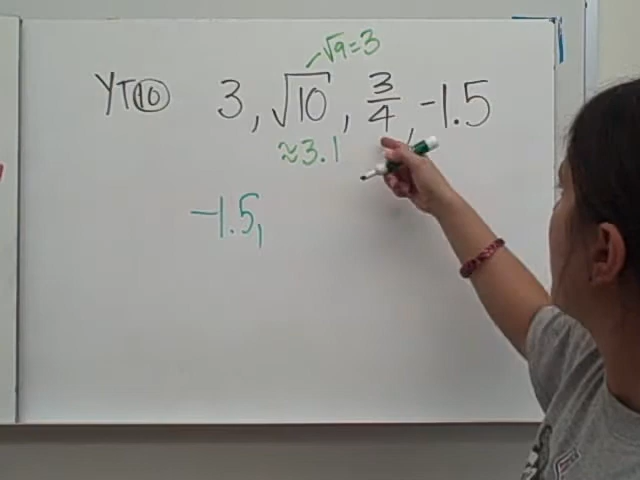 √9=3
YT⑩ 3, √10, 3/4, -1.5
≈3.1
-1.5,